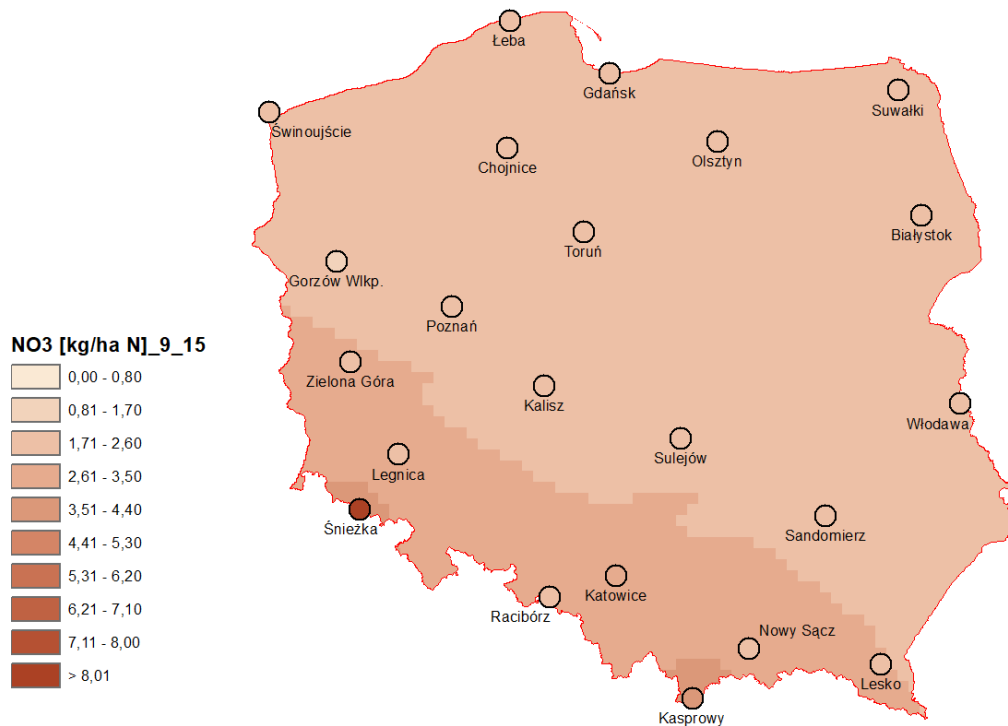 Łeba
Gdańsk
Suwałki
Świnoujście
Chojnice
Olsztyn
Białystok
Toruń
Gorzów Wlkp.
Poznań
Zielona Góra
Kalisz
Włodawa
Sulejów
Legnica
Śnieżka
Sandomierz
Katowice
Racibórz
Nowy Sącz
Lesko
Kasprowy
NO3 [kg/ha N]_9_15
0,00 - 0,80
0,81 - 1,70
1,71 - 2,60
2,61 - 3,50
3,51 - 4,40
4,41 - 5,30
5,31 - 6,20
6,21 - 7,10
7,11 - 8,00
> 8,01